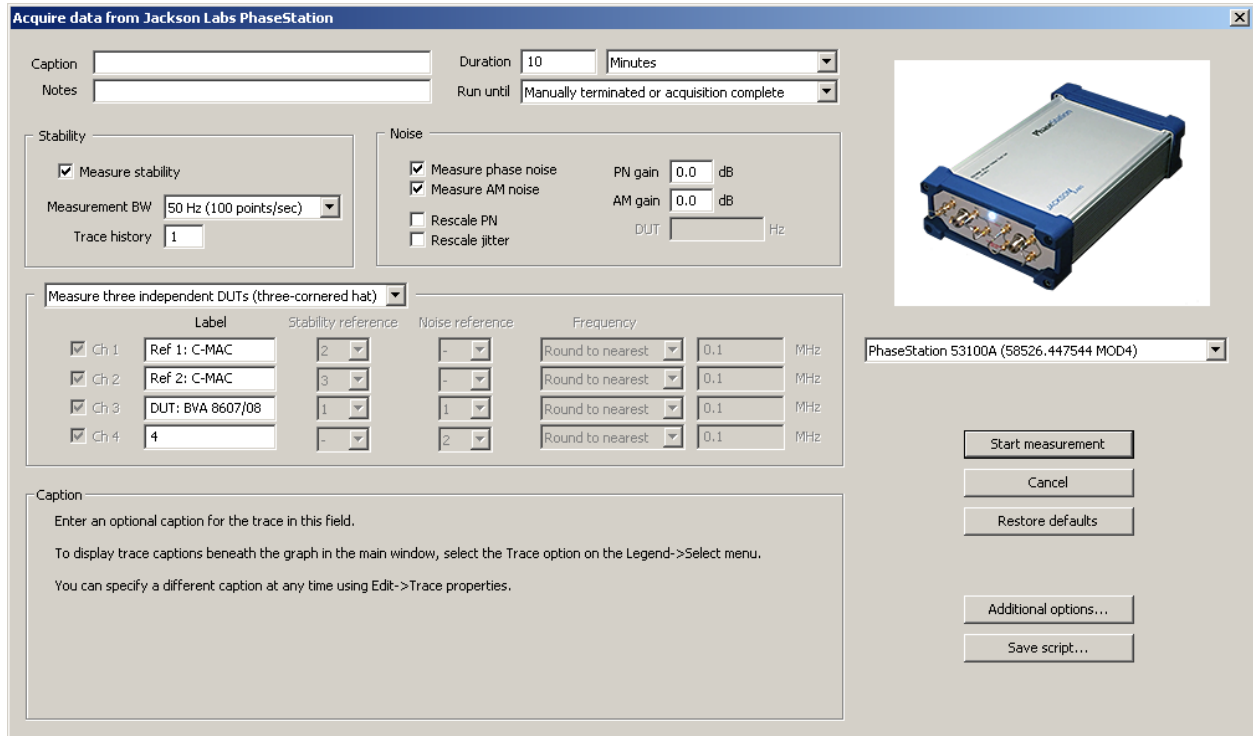 Acquire data from Jackson Labs PhaseStation
Caption
Duration 10 Minutes
Notes
Run until Manually terminated or acquisition complete
Stability
Measure stability
Measurement BW 50 Hz (100 points/sec)
Trace history 1
Noise
Measure phase noise
PN gain 0.0 dB
Measure AM noise
AM gain 0.0 dB
Rescale PN
DUT Hz
Rescale jitter
PhaseStation
JACKSON
Measure three independent DUTs (three-cornered hat)
Label Stability reference Noise reference Frequency
Ch 1 Ref 1: C-MAC 2 - Round to nearest 0.1 MHz
Ch 2 Ref 2: C-MAC 3 - Round to nearest 0.1 MHz
Ch 3 DUT: BVA 8607/08 1 1 Round to nearest 0.1 MHz
Ch 4 4 - 2 Round to nearest 0.1 MHz
PhaseStation 53100A (58526.447544 MOD4)
Start measurement
Cancel
Restore defaults
Additional options...
Save script...
Caption
Enter an optional caption for the trace in this field.
To display trace captions beneath the graph in the main window, select the Trace option on the Legend->Select menu.
You can specify a different caption at any time using Edit->Trace properties.